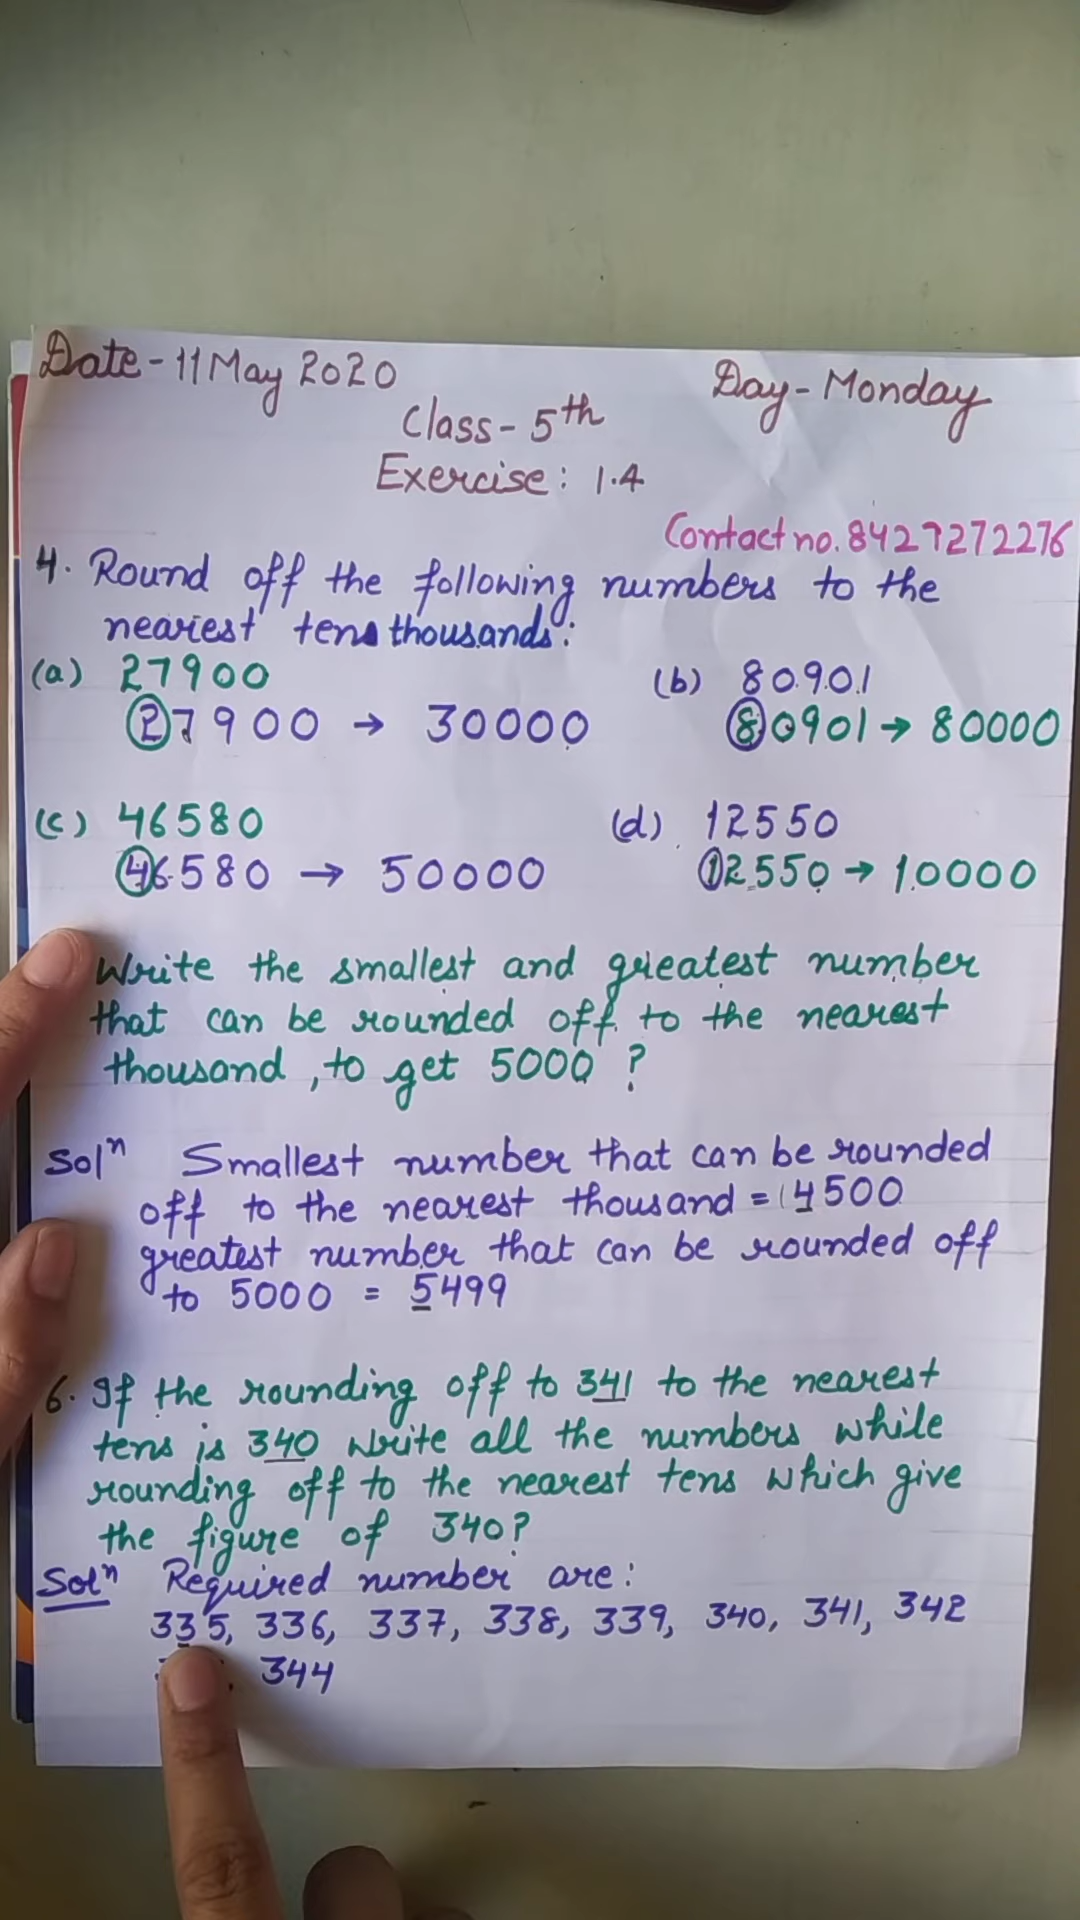 Date - 11 May 2020
Day - Monday
Class - 5th
Exercise : 1.4
Contact no. 8427272276
4. Round off the following numbers to the
nearest tens thousands :
(a) 27900
(b) 80901
27900 → 30000
80901 → 80000
(c) 46580
(d) 12550
46580 → 50000
12550 → 10000
Write the smallest and greatest number
that can be rounded off to the nearest
thousand, to get 5000 ?
Solⁿ Smallest number that can be rounded
off to the nearest thousand = 4500
greatest number that can be rounded off
to 5000 = 5499
6. If the rounding off to 341 to the nearest
tens is 340 Write all the numbers while
rounding off to the nearest tens which give
the figure of 340?
Solⁿ Required number are :
335, 336, 337, 338, 339, 340, 341, 342
344